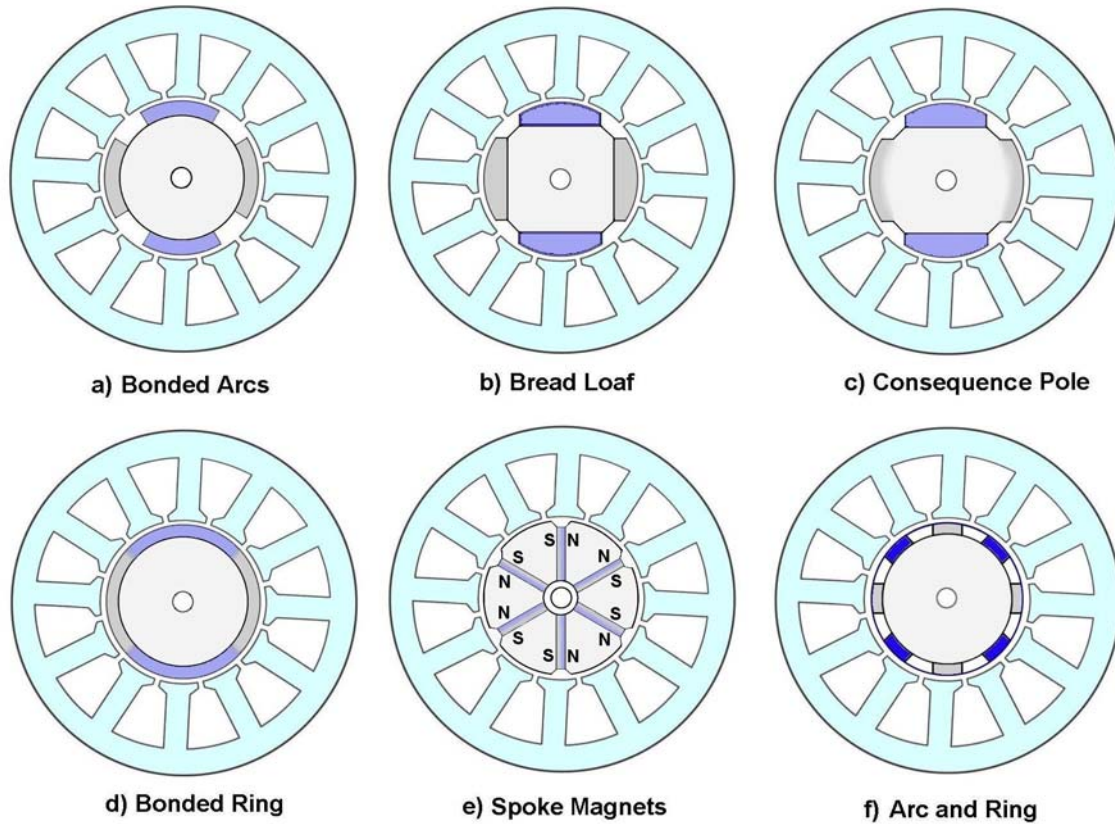 a) Bonded Arcs
b) Bread Loaf
c) Consequence Pole
S N
S N
N S
N S
S N
S N
d) Bonded Ring
e) Spoke Magnets
f) Arc and Ring